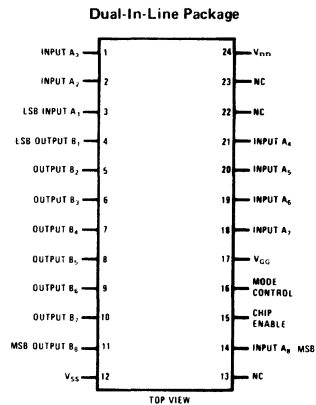 Dual-In-Line Package
INPUT A₃ 1 24 V_DD
INPUT A₂ 2 23 NC
LSB INPUT A₁ 3 22 NC
LSB OUTPUT B₁ 4 21 INPUT A₄
OUTPUT B₂ 5 20 INPUT A₅
OUTPUT B₃ 6 19 INPUT A₆
OUTPUT B₄ 7 18 INPUT A₇
OUTPUT B₅ 8 17 V_GG
OUTPUT B₆ 9 16 MODE
CONTROL
OUTPUT B₇ 10 15 CHIP
ENABLE
MSB OUTPUT B₈ 11 14 INPUT A₈ MSB
V_SS 12 13 NC
TOP VIEW